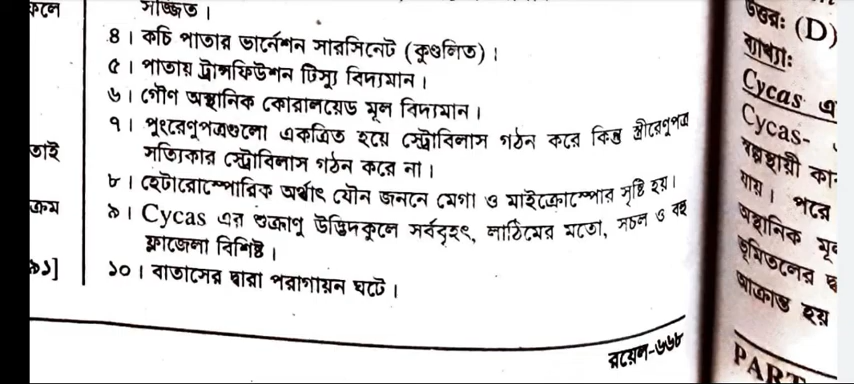 সজ্জিত।
৪। কচি পাতার ভার্নেশন সারসিনেট (কুণ্ডলিত)।
৫। পাতায় ট্রান্সফিউশন টিস্যু বিদ্যমান।
৬। গৌণ অস্থানিক কোরালয়েড মূল বিদ্যমান।
৭। পুংরেণুপত্রগুলো একত্রিত হয়ে স্ট্রোবিলাস গঠন করে কিন্তু স্ত্রীরেণুপত্র
সত্যিকার স্ট্রোবিলাস গঠন করে না।
৮। হেটারোস্পোরিক অর্থাৎ যৌন জননে মেগা ও মাইক্রোস্পোর সৃষ্টি হয়।
৯। Cycas এর শুক্রাণু উদ্ভিদকুলে সর্ববৃহৎ, লাটিমের মতো, সচল ও বহু
ফ্লাজেলা বিশিষ্ট।
১০। বাতাসের দ্বারা পরাগায়ন ঘটে।
রয়েল-৬৬৮
তাই
ক্রম
৯১]
উত্তর: (D)
ব্যাখ্যা:
Cycas এ
Cycas-
স্বল্পস্থায়ী কা
যায়। পরে
অস্থানিক মূ
ভূমিতলের দ্ব
আক্রান্ত হয়
PART